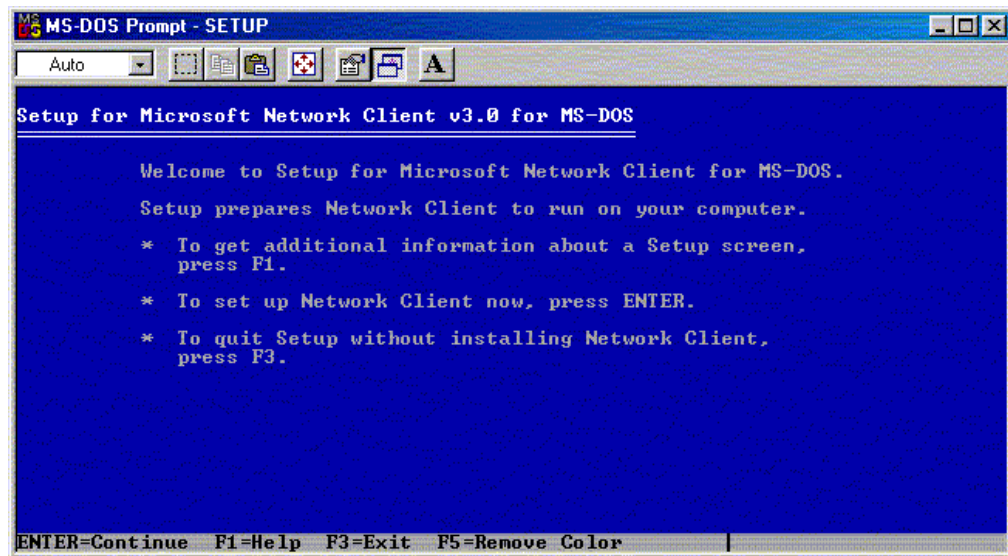 MS-DOS Prompt - SETUP
Auto
A
Setup for Microsoft Network Client v3.0 for MS-DOS
Welcome to Setup for Microsoft Network Client for MS-DOS.
Setup prepares Network Client to run on your computer.
* To get additional information about a Setup screen,
press F1.
* To set up Network Client now, press ENTER.
* To quit Setup without installing Network Client,
press F3.
ENTER=Continue F1=Help F3=Exit F5=Remove Color